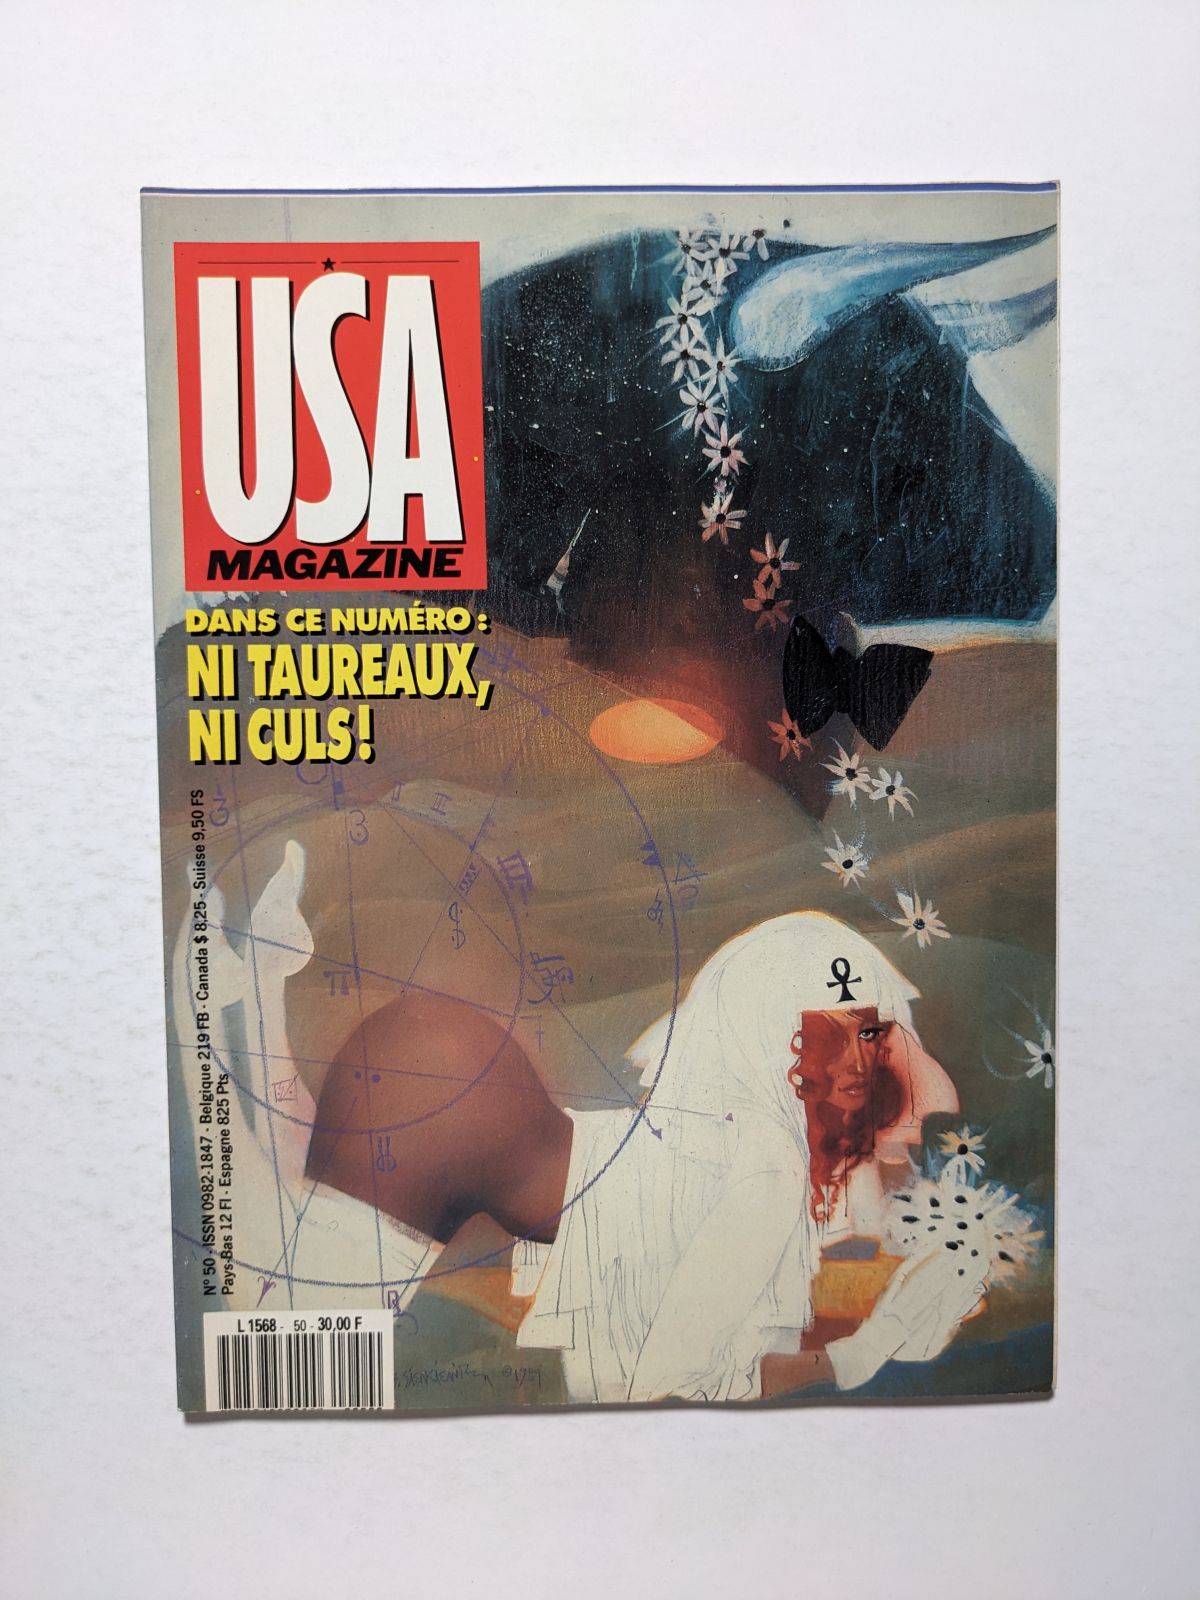 USA
MAGAZINE
DANS CE NUMÉRO :
NI TAUREAUX,
NI CULS !
N° 50 - ISSN 0982-1847 - Belgique 219 FB - Canada $ 8,25 - Suisse 9,50 FS
Pays-Bas 12 Fl - Espagne 825 Pts
L 1568 - 50 - 30,00 F